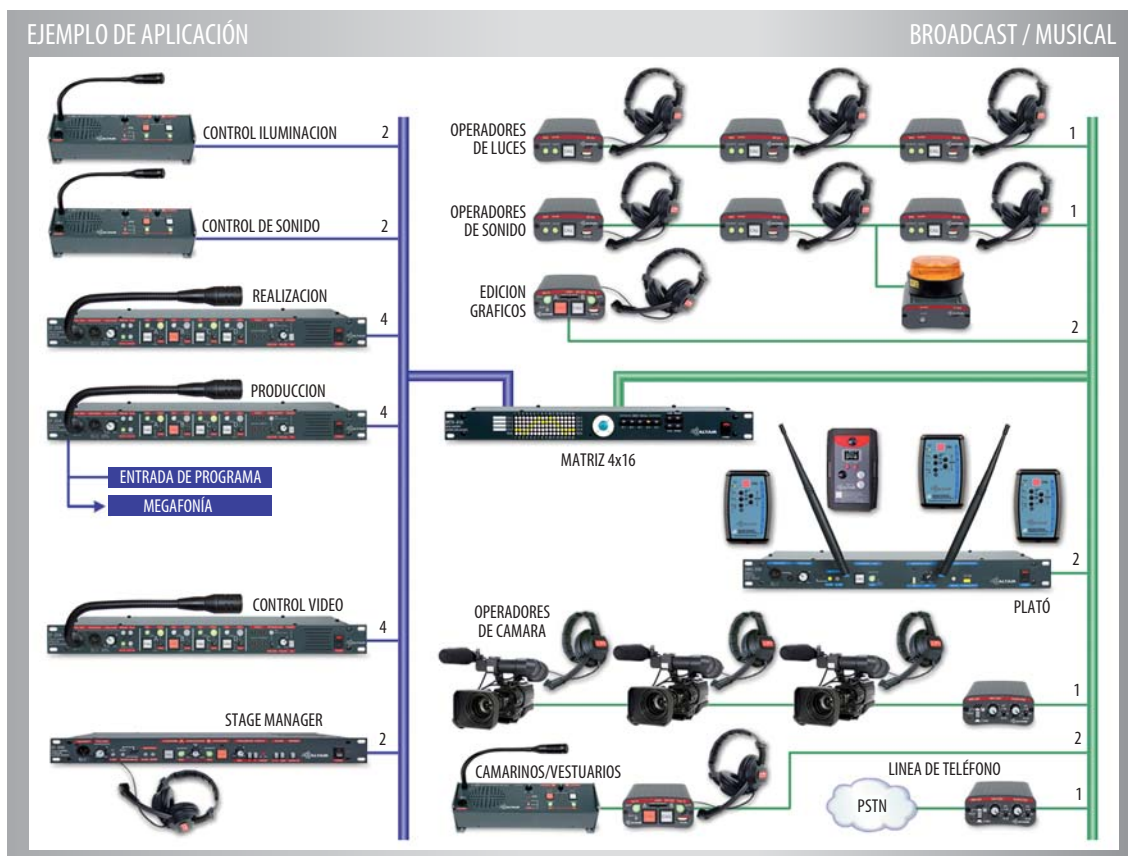 EJEMPLO DE APLICACIÓN
BROADCAST / MUSICAL
CONTROL ILUMINACION
2
CONTROL DE SONIDO
2
REALIZACION
4
PRODUCCION
4
ENTRADA DE PROGRAMA
MEGAFONÍA
CONTROL VIDEO
4
STAGE MANAGER
2
OPERADORES
DE LUCES
1
OPERADORES
DE SONIDO
1
EDICION
GRAFICOS
2
ALTAIR
MATRIZ 4x16
ALTAIR
2
PLATÓ
OPERADORES
DE CAMARA
1
2
CAMARINOS/VESTUARIOS
LINEA DE TELÉFONO
PSTN
1